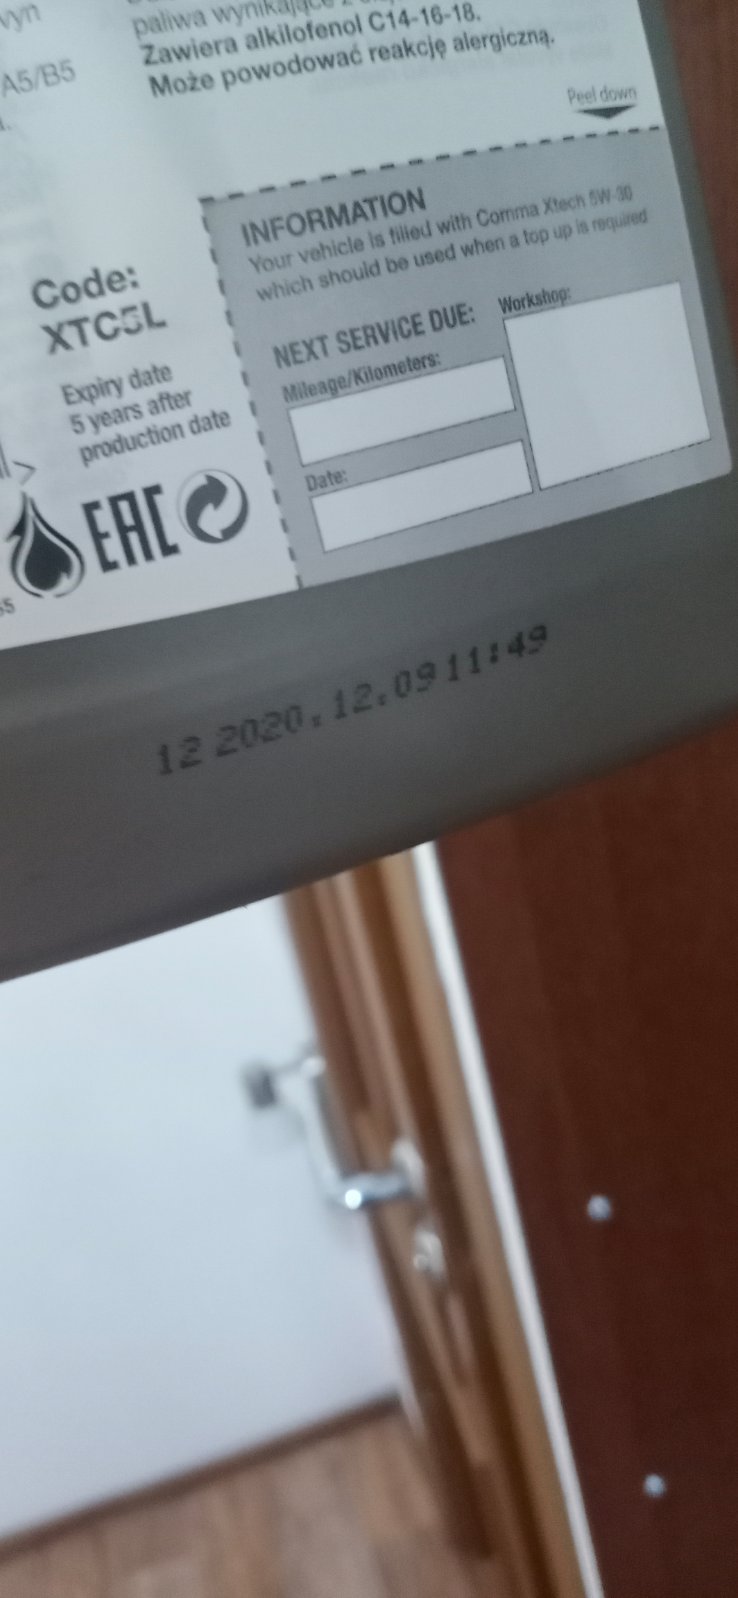 paliwa wynikające
Zawiera alkilofenol C14-16-18.
A5/B5
Może powodować reakcję alergiczną.
Peel down
INFORMATION
Your vehicle is filled with Comma Xtech 5W-30
which should be used when a top up is required
Code:
XTC5L
NEXT SERVICE DUE:
Workshop:
Mileage/Kilometers:
Expiry date
5 years after
production date
Date:
EAC
12 2020.12.09 11:49